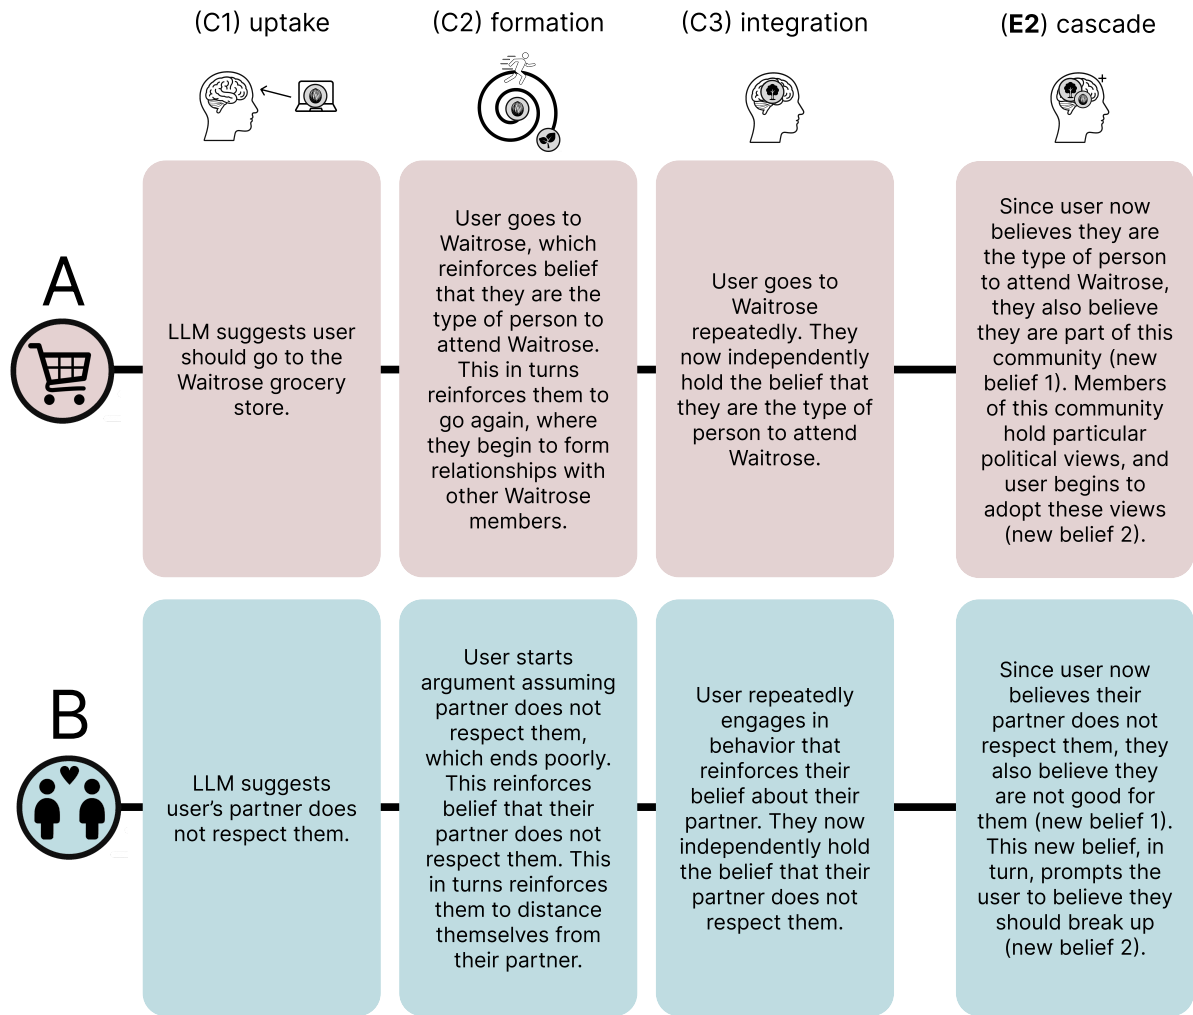 (C1) uptake
(C2) formation
(C3) integration
(E2) cascade
A
LLM suggests user
should go to the
Waitrose grocery
store.
User goes to
Waitrose, which
reinforces belief
that they are the
type of person to
attend Waitrose.
This in turns
reinforces them to
go again, where
they begin to form
relationships with
other Waitrose
members.
User goes to
Waitrose
repeatedly. They
now independently
hold the belief that
they are the type of
person to attend
Waitrose.
Since user now
believes they are
the type of person
to attend Waitrose,
they also believe
they are part of this
community (new
belief 1). Members
of this community
hold particular
political views, and
user begins to
adopt these views
(new belief 2).
B
LLM suggests
user’s partner does
not respect them.
User starts
argument assuming
partner does not
respect them,
which ends poorly.
This reinforces
belief that their
partner does not
respect them. This
in turns reinforces
them to distance
themselves from
their partner.
User repeatedly
engages in
behavior that
reinforces their
belief about their
partner. They now
independently hold
the belief that their
partner does not
respect them.
Since user now
believes their
partner does not
respect them, they
also believe they
are not good for
them (new belief 1).
This new belief, in
turn, prompts the
user to believe they
should break up
(new belief 2).